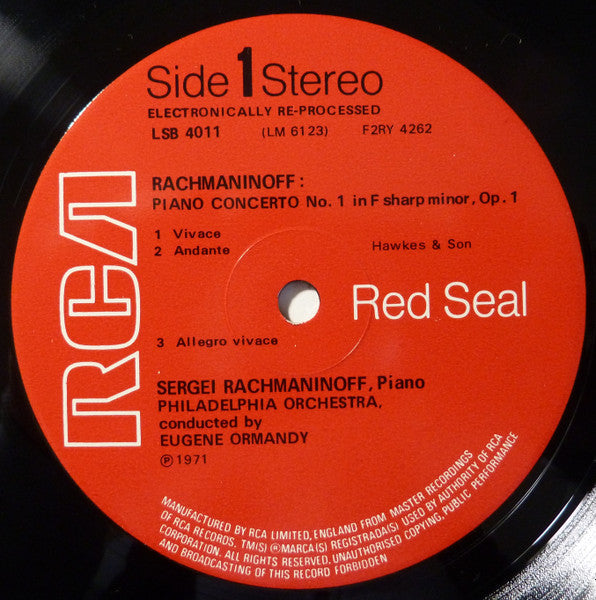 Side 1 Stereo
ELECTRONICALLY RE-PROCESSED
LSB 4011 (LM 6123) F2RY 4262
RACHMANINOFF:
PIANO CONCERTO No. 1 in F sharp minor, Op. 1
1 Vivace
2 Andante Hawkes & Son
RCA
Red Seal
3 Allegro vivace
SERGEI RACHMANINOFF, Piano
PHILADELPHIA ORCHESTRA,
conducted by
EUGENE ORMANDY
℗ 1971
MANUFACTURED BY RCA LIMITED, ENGLAND FROM MASTER RECORDINGS
OF RCA RECORDS, TM(S) ® MARCA(S) REGISTRADA(S) USED BY AUTHORITY OF RCA
CORPORATION. ALL RIGHTS RESERVED. UNAUTHORISED COPYING, PUBLIC PERFORMANCE
AND BROADCASTING OF THIS RECORD FORBIDDEN